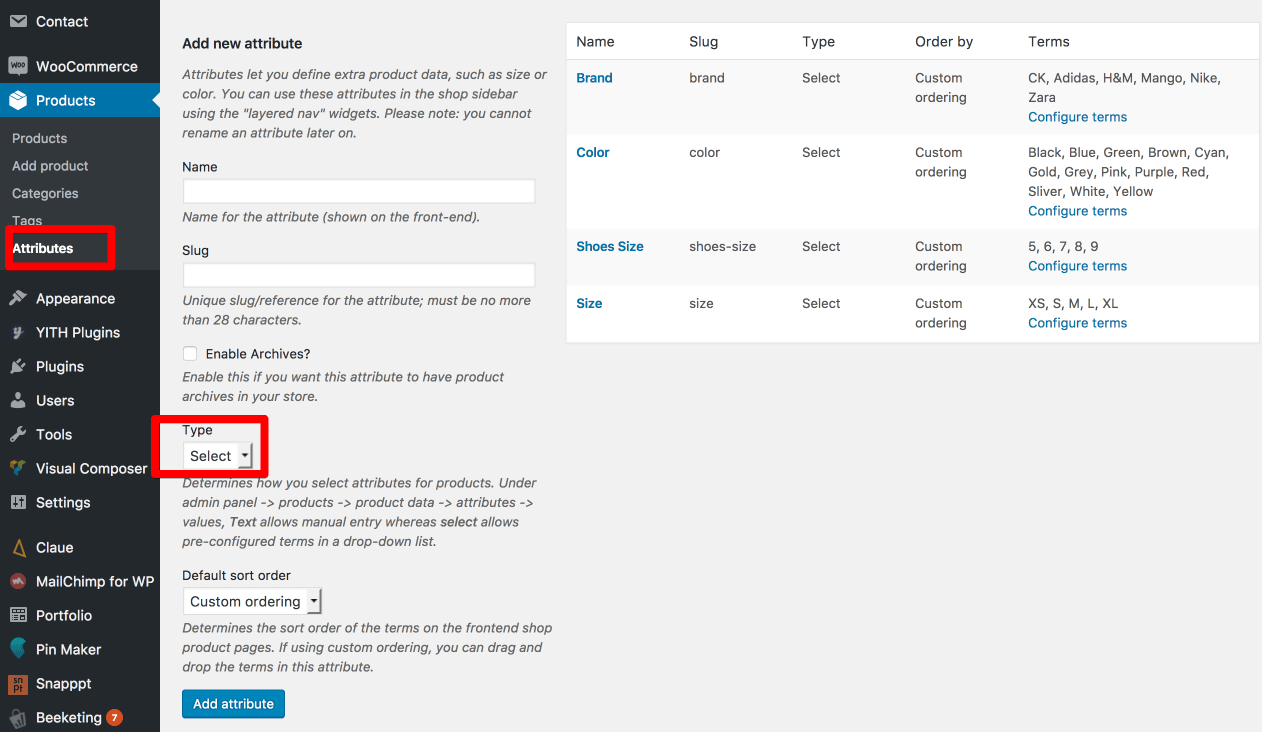 Contact
WooCommerce
Products
Products
Add product
Categories
Tags
Attributes
Appearance
YITH Plugins
Plugins
Users
Tools
Visual Composer
Settings
Claue
MailChimp for WP
Portfolio
Pin Maker
snpt
Snapppt
Beeketing 7
Add new attribute
Attributes let you define extra product data, such as size or
color. You can use these attributes in the shop sidebar
using the "layered nav" widgets. Please note: you cannot
rename an attribute later on.
Name
Name for the attribute (shown on the front-end).
Slug
Unique slug/reference for the attribute; must be no more
than 28 characters.
Enable Archives?
Enable this if you want this attribute to have product
archives in your store.
Type
Select
Determines how you select attributes for products. Under
admin panel -> products -> product data -> attributes ->
values, Text allows manual entry whereas select allows
pre-configured terms in a drop-down list.
Default sort order
Custom ordering
Determines the sort order of the terms on the frontend shop
product pages. If using custom ordering, you can drag and
drop the terms in this attribute.
Add attribute
Name Slug Type Order by Terms
Brand brand Select Custom CK, Adidas, H&M, Mango, Nike,
ordering Zara
Configure terms
Color color Select Custom Black, Blue, Green, Brown, Cyan,
ordering Gold, Grey, Pink, Purple, Red,
Sliver, White, Yellow
Configure terms
Shoes Size shoes-size Select Custom 5, 6, 7, 8, 9
ordering Configure terms
Size size Select Custom XS, S, M, L, XL
ordering Configure terms